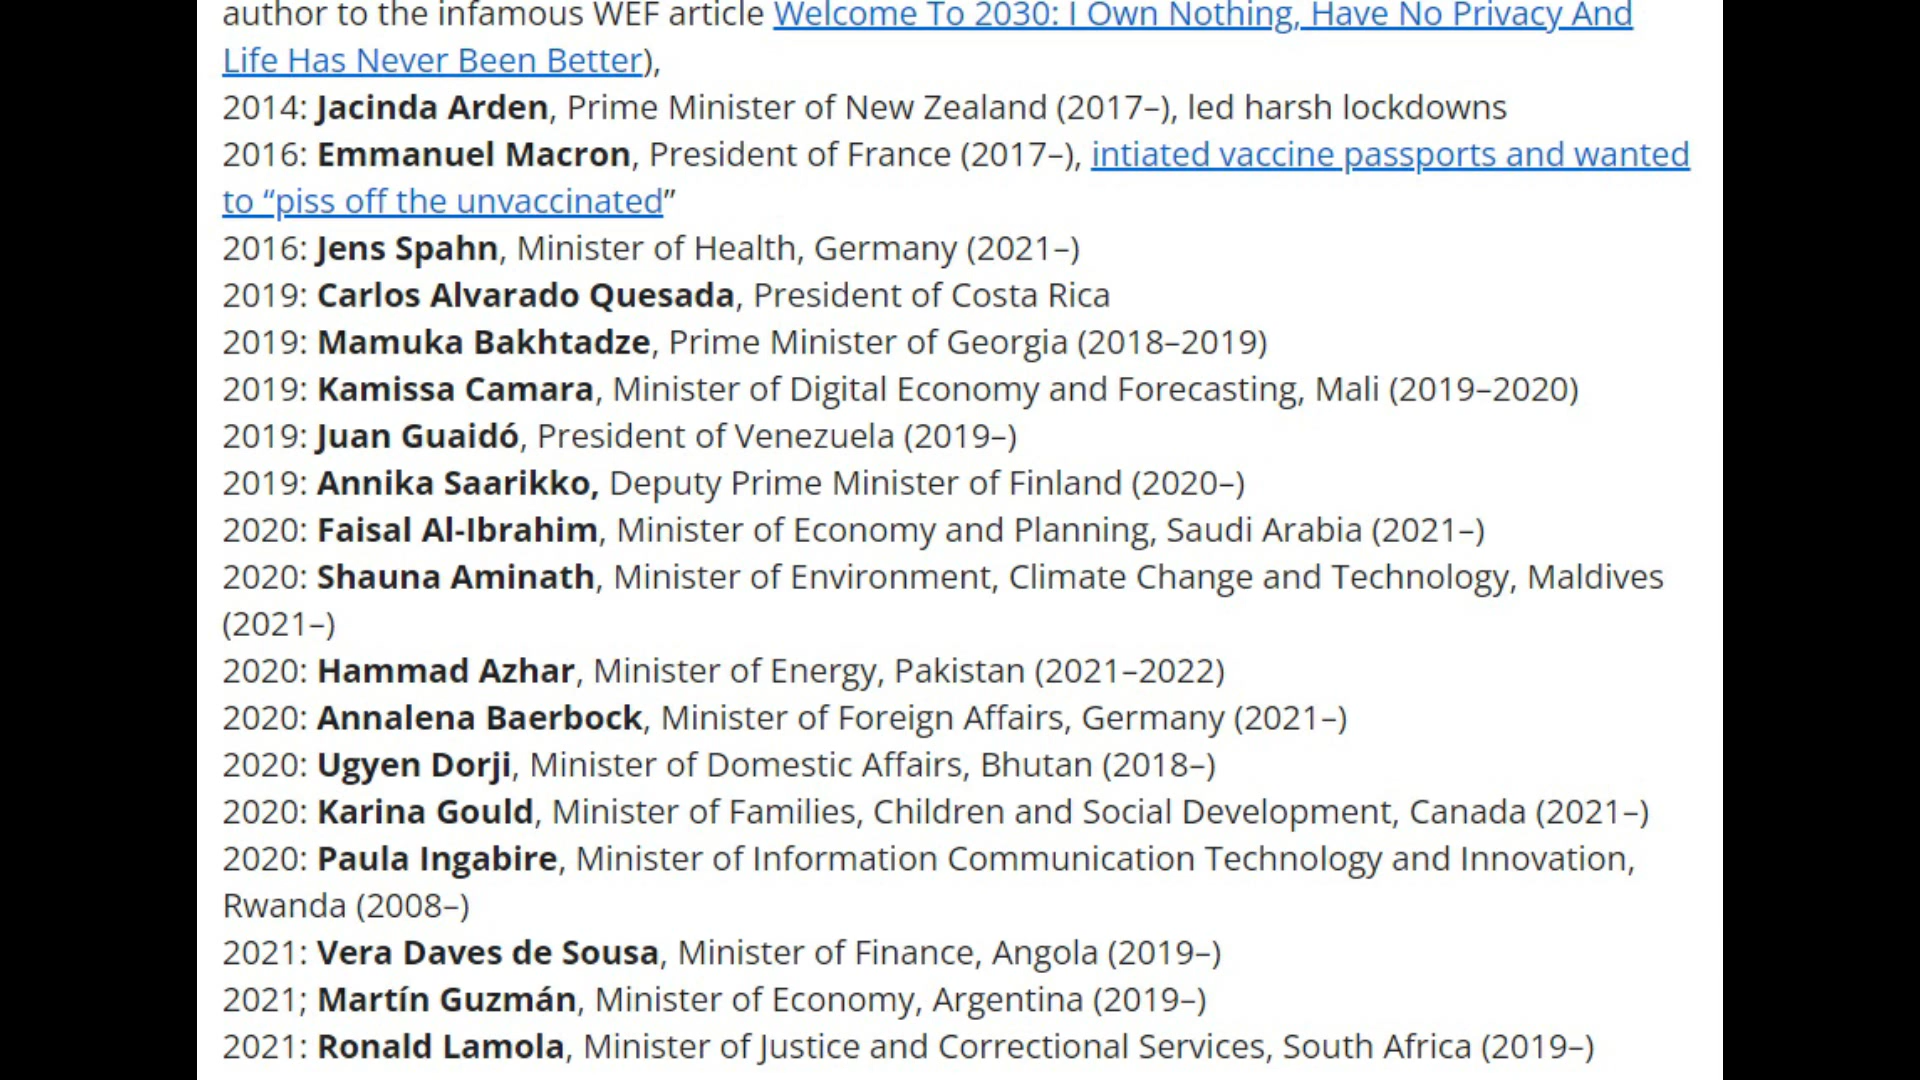 author to the infamous WEF article Welcome To 2030: I Own Nothing, Have No Privacy And
Life Has Never Been Better),
2014: Jacinda Arden, Prime Minister of New Zealand (2017–), led harsh lockdowns
2016: Emmanuel Macron, President of France (2017–), intiated vaccine passports and wanted
to “piss off the unvaccinated”
2016: Jens Spahn, Minister of Health, Germany (2021–)
2019: Carlos Alvarado Quesada, President of Costa Rica
2019: Mamuka Bakhtadze, Prime Minister of Georgia (2018–2019)
2019: Kamissa Camara, Minister of Digital Economy and Forecasting, Mali (2019–2020)
2019: Juan Guaidó, President of Venezuela (2019–)
2019: Annika Saarikko, Deputy Prime Minister of Finland (2020–)
2020: Faisal Al-Ibrahim, Minister of Economy and Planning, Saudi Arabia (2021–)
2020: Shauna Aminath, Minister of Environment, Climate Change and Technology, Maldives
(2021–)
2020: Hammad Azhar, Minister of Energy, Pakistan (2021–2022)
2020: Annalena Baerbock, Minister of Foreign Affairs, Germany (2021–)
2020: Ugyen Dorji, Minister of Domestic Affairs, Bhutan (2018–)
2020: Karina Gould, Minister of Families, Children and Social Development, Canada (2021–)
2020: Paula Ingabire, Minister of Information Communication Technology and Innovation,
Rwanda (2008–)
2021: Vera Daves de Sousa, Minister of Finance, Angola (2019–)
2021; Martín Guzmán, Minister of Economy, Argentina (2019–)
2021: Ronald Lamola, Minister of Justice and Correctional Services, South Africa (2019–)